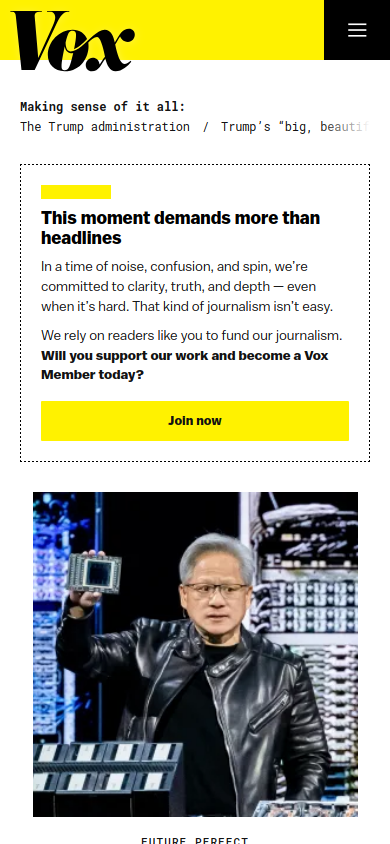 Vox
Making sense of it all:
The Trump administration / Trump’s “big, beautif
This moment demands more than
headlines
In a time of noise, confusion, and spin, we’re
committed to clarity, truth, and depth — even
when it’s hard. That kind of journalism isn’t easy.
We rely on readers like you to fund our journalism.
Will you support our work and become a Vox
Member today?
Join now
FUTURE PERFECT